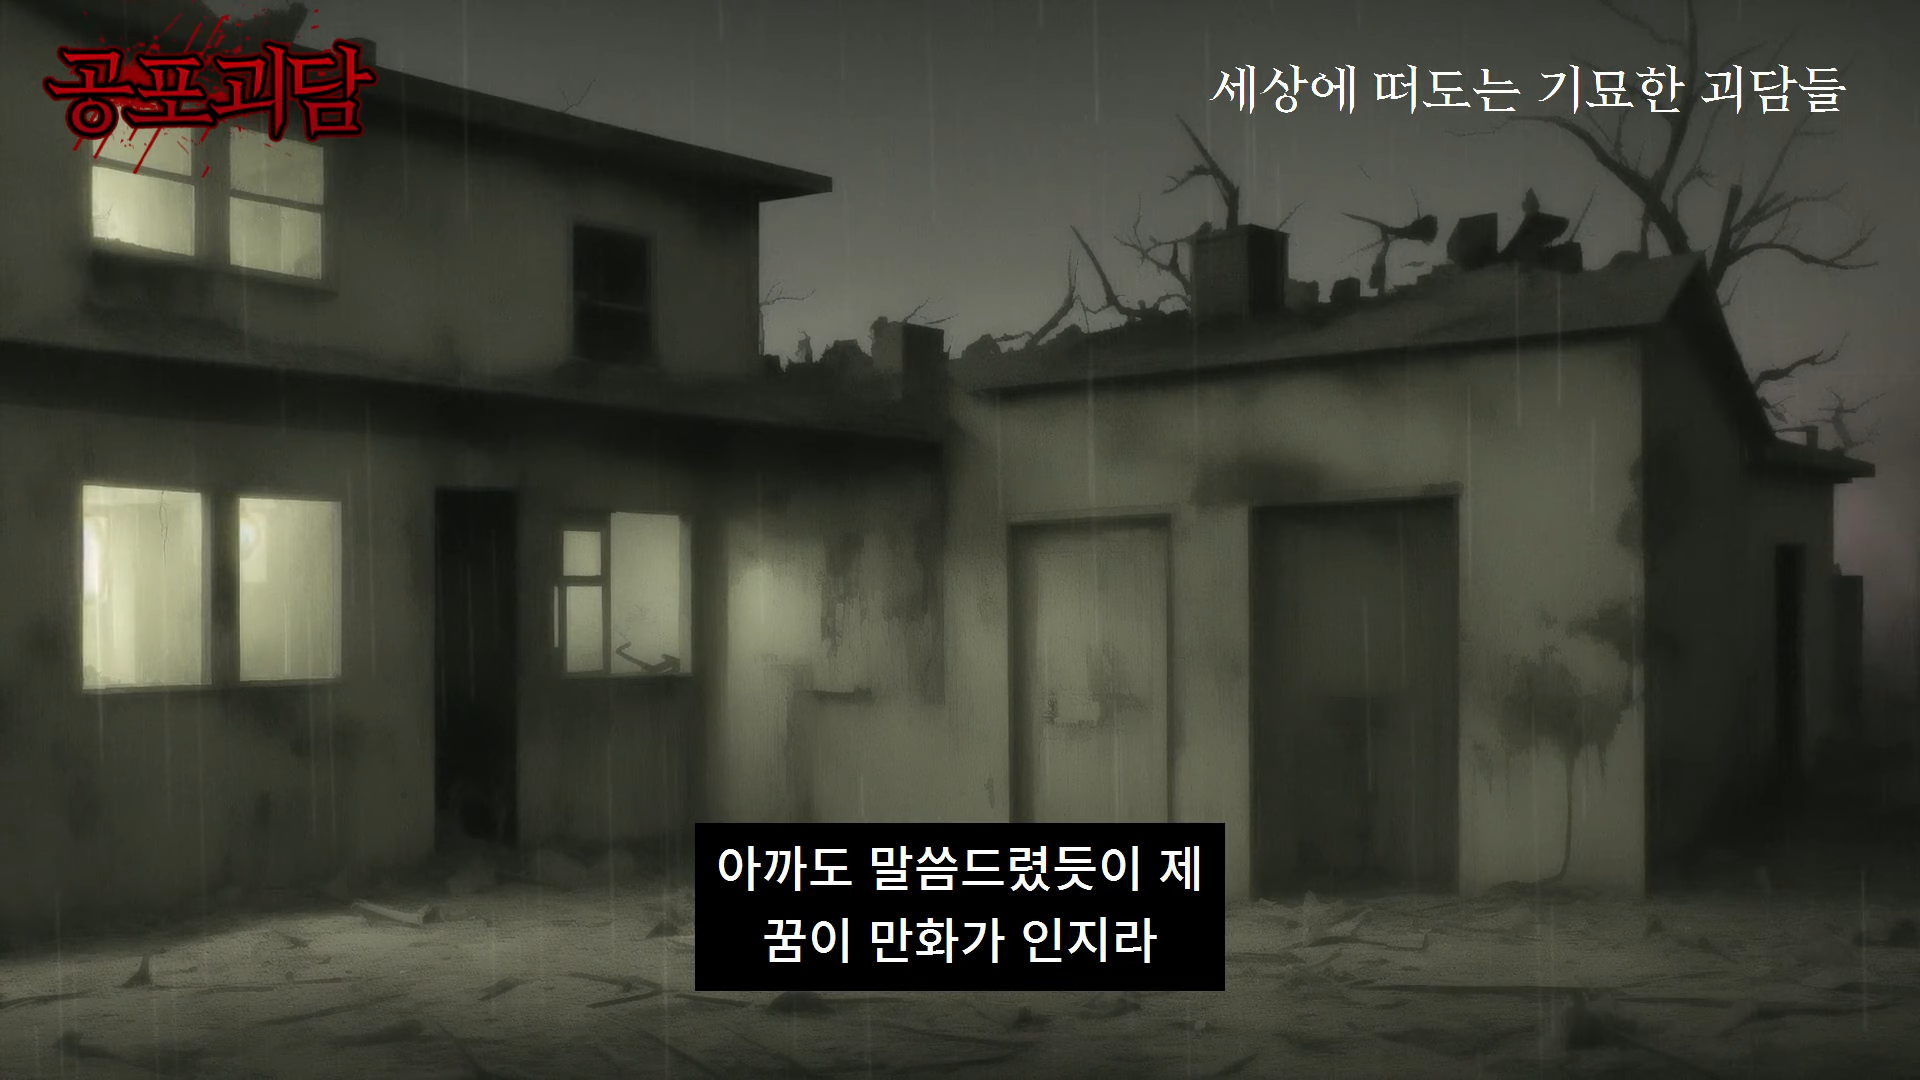 공포괴담
세상에 떠도는 기묘한 괴담들
아까도 말씀드렸듯이 제
꿈이 만화가 인지라